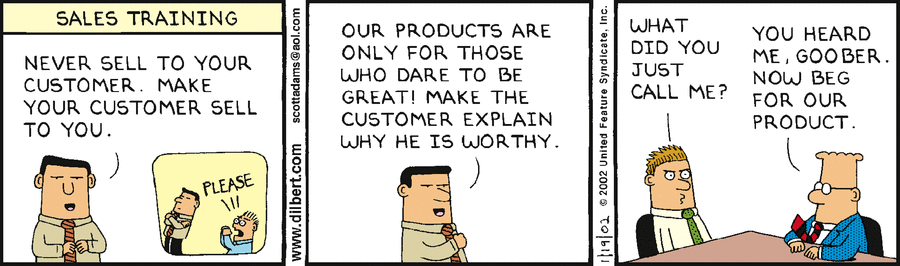 SALES TRAINING
NEVER SELL TO YOUR
CUSTOMER. MAKE
YOUR CUSTOMER SELL
TO YOU.
PLEASE
!!!
www.dilbert.com
scottadams@aol.com
OUR PRODUCTS ARE
ONLY FOR THOSE
WHO DARE TO BE
GREAT! MAKE THE
CUSTOMER EXPLAIN
WHY HE IS WORTHY.
1/19/02 © 2002 United Feature Syndicate, Inc.
WHAT
DID YOU
JUST
CALL ME?
YOU HEARD
ME, GOOBER.
NOW BEG
FOR OUR
PRODUCT.